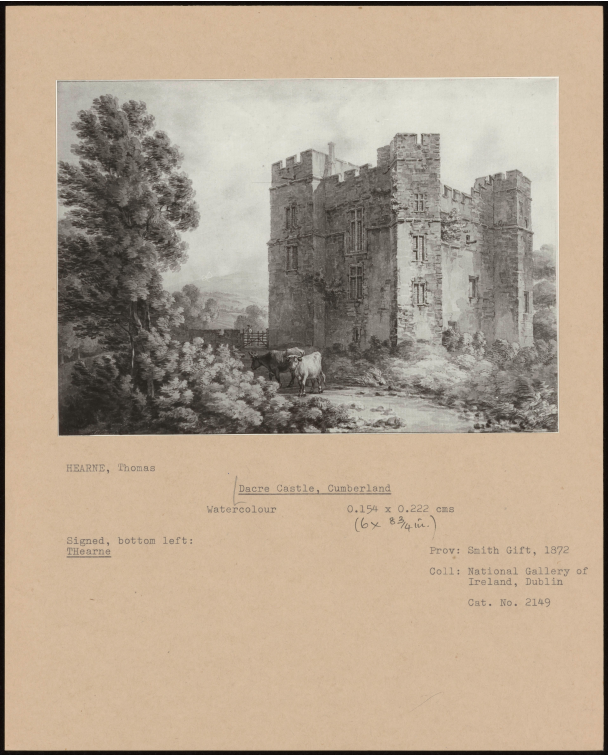 HEARNE, Thomas
Dacre Castle, Cumberland
Watercolour 0.154 x 0.222 cms
(6 x 8¾ in.)
Signed, bottom left:
THearne
Prov: Smith Gift, 1872
Coll: National Gallery of
Ireland, Dublin
Cat. No. 2149